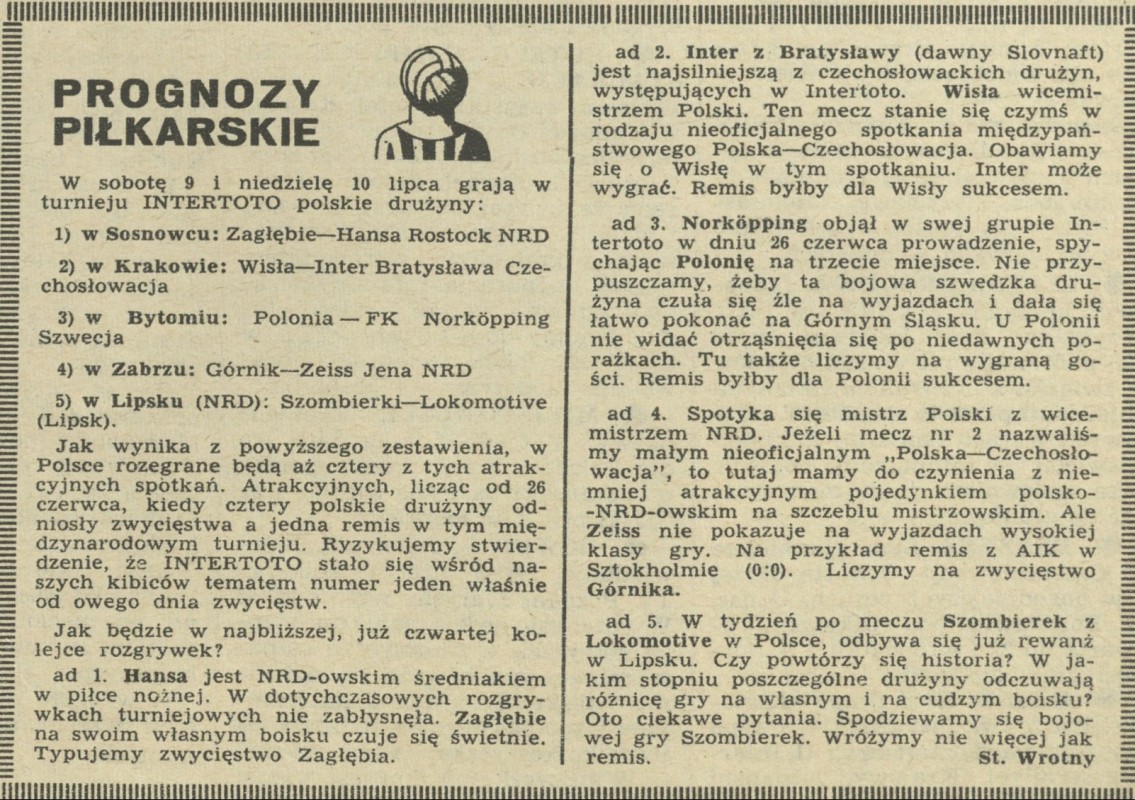 PROGNOZY
PIŁKARSKIE
W sobotę 9 i niedzielę 10 lipca grają w
turnieju INTERTOTO polskie drużyny:
1) w Sosnowcu: Zagłębie—Hansa Rostock NRD
2) w Krakowie: Wisła—Inter Bratysława Cze-
chosłowacja
3) w Bytomiu: Polonia — FK Norköpping
Szwecja
4) w Zabrzu: Górnik—Zeiss Jena NRD
5) w Lipsku (NRD): Szombierki—Lokomotive
(Lipsk).
Jak wynika z powyższego zestawienia, w
Polsce rozegrane będą aż cztery z tych atrak-
cyjnych spotkań. Atrakcyjnych, licząc od 26
czerwca, kiedy cztery polskie drużyny od-
niosły zwycięstwa a jedna remis w tym mię-
dzynarodowym turnieju. Ryzykujemy stwier-
dzenie, że INTERTOTO stało się wśród na-
szych kibiców tematem numer jeden właśnie
od owego dnia zwycięstw.
Jak będzie w najbliższej, już czwartej ko-
lejce rozgrywek?
ad 1. Hansa jest NRD-owskim średniakiem
w piłce nożnej. W dotychczasowych rozgry-
wkach turniejowych nie zabłysnęła. Zagłębie
na swoim własnym boisku czuje się świetnie.
Typujemy zwycięstwo Zagłębia.
ad 2. Inter z Bratysławy (dawny Slovnaft)
jest najsilniejszą z czechosłowackich drużyn,
występujących w Intertoto. Wisła wicemi-
strzem Polski. Ten mecz stanie się czymś w
rodzaju nieoficjalnego spotkania międzypań-
stwowego Polska—Czechosłowacja. Obawiamy
się o Wisłę w tym spotkaniu. Inter może
wygrać. Remis byłby dla Wisły sukcesem.
ad 3. Norköpping objął w swej grupie In-
tertoto w dniu 26 czerwca prowadzenie, spy-
chając Polonię na trzecie miejsce. Nie przy-
puszczamy, żeby ta bojowa szwedzka dru-
żyna czuła się źle na wyjazdach i dała się
łatwo pokonać na Górnym Śląsku. U Polonii
nie widać otrząśnięcia się po niedawnych po-
rażkach. Tu także liczymy na wygraną go-
ści. Remis byłby dla Polonii sukcesem.
ad 4. Spotyka się mistrz Polski z wice-
mistrzem NRD. Jeżeli mecz nr 2 nazwaliś-
my małym nieoficjalnym „Polska—Czechosło-
wacja”, to tutaj mamy do czynienia z nie-
mniej atrakcyjnym pojedynkiem polsko-
-NRD-owskim na szczeblu mistrzowskim. Ale
Zeiss nie pokazuje na wyjazdach wysokiej
klasy gry. Na przykład remis z AIK w
Sztokholmie (0:0). Liczymy na zwycięstwo
Górnika.
ad 5. W tydzień po meczu Szombierek z
Lokomotive w Polsce, odbywa się już rewanż
w Lipsku. Czy powtórzy się historia? W ja-
kim stopniu poszczególne drużyny odczuwają
różnicę gry na własnym i na cudzym boisku?
Oto ciekawe pytania. Spodziewamy się bojo-
wej gry Szombierek. Wróżymy nie więcej jak
remis. St. Wrotny